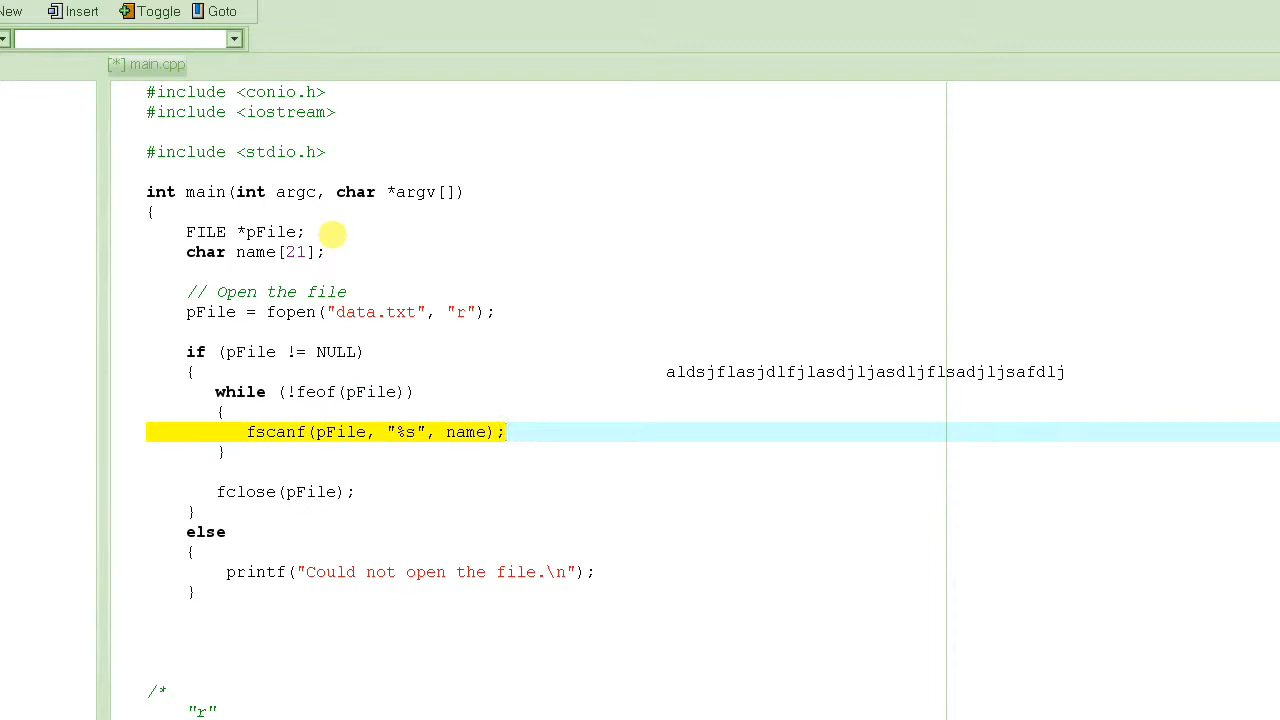 New Insert Toggle Goto
[*] main.cpp
#include <conio.h>
#include <iostream>
#include <stdio.h>
int main(int argc, char *argv[])
{
FILE *pFile;
char name[21];
// Open the file
pFile = fopen("data.txt", "r");
if (pFile != NULL)
{ aldsjflasjdlfjlasdjljasdljflsadjljsafdlj
while (!feof(pFile))
{
fscanf(pFile, "%s", name);
}
fclose(pFile);
}
else
{
printf("Could not open the file.\n");
}
/*
"r"